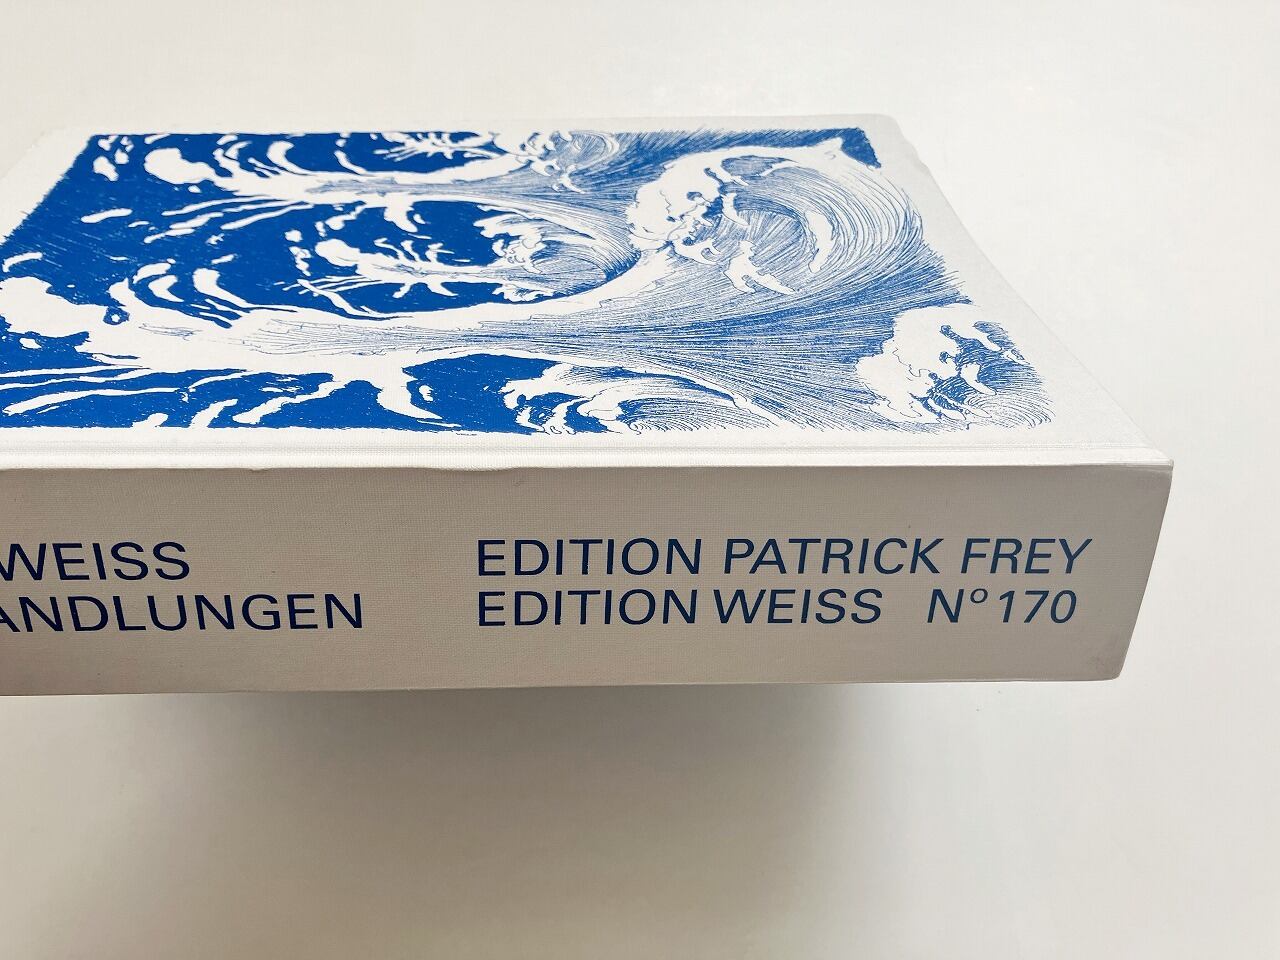 WEISS
ANDLUNGEN
EDITION PATRICK FREY
EDITION WEISS N° 170